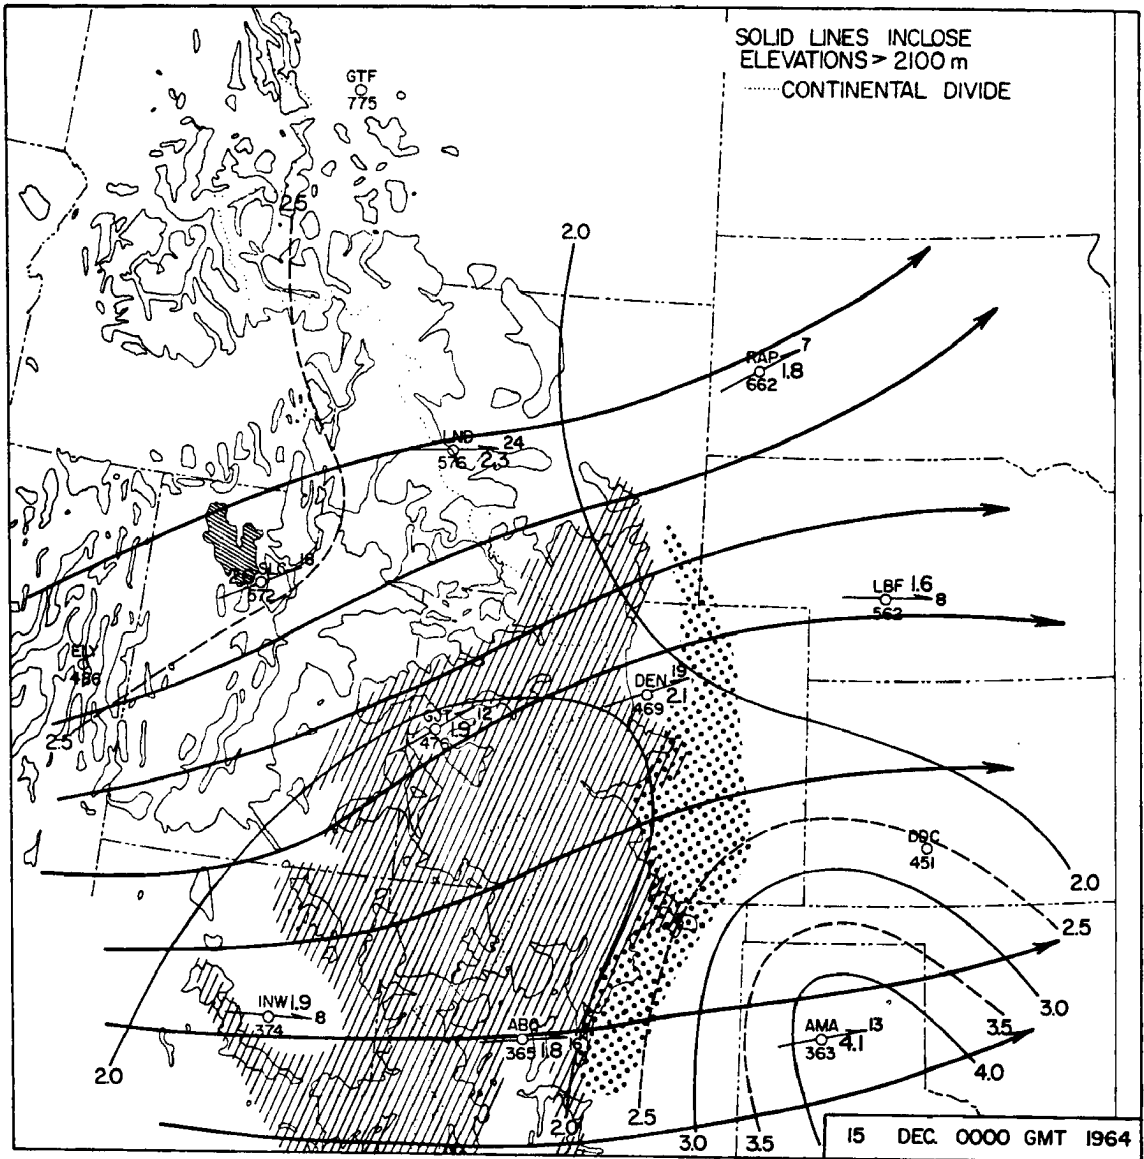 SOLID LINES INCLOSE
ELEVATIONS > 2100 m
CONTINENTAL DIVIDE
GTF
775
2.5
2.0
RAP 7
662 1.8
LND 24
576 2.3
SLC 18
572
LBF 1.6
562 8
ELY
486
2.5
DEN 19
469 2.1
GJT 12
476 1.9
DDC
451
2.0
2.5
3.0
3.5
4.0
INW 1.9
374 8
ABQ
365 1.8 16
AMA 13
363 4.1
2.0
2.0
2.5
3.0
3.5
15 DEC. 0000 GMT 1964